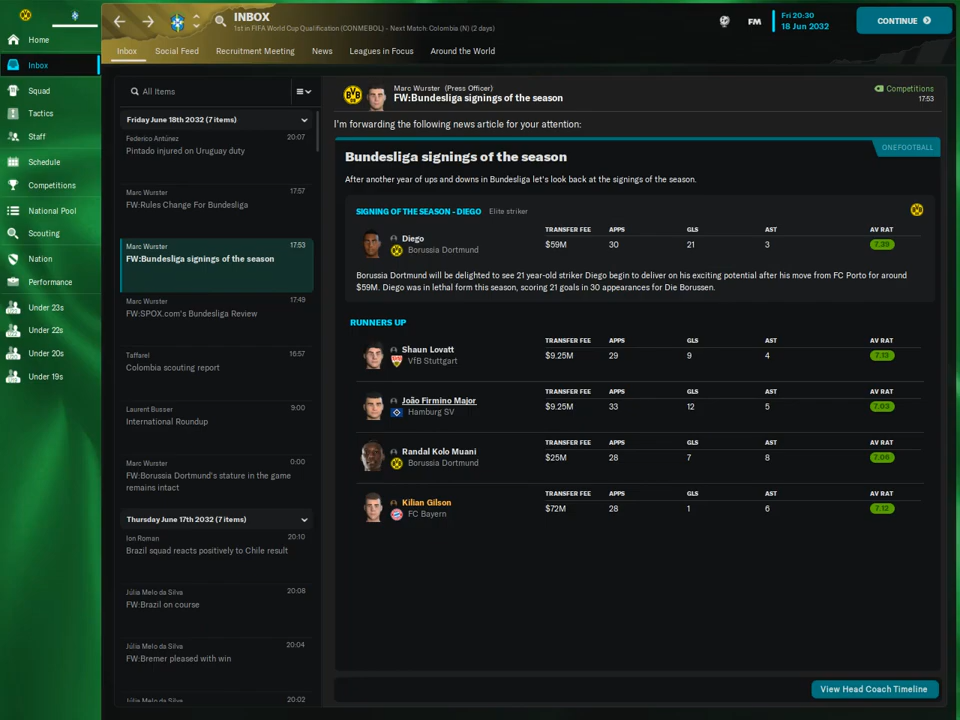 INBOX
1st in FIFA World Cup Qualification (CONMEBOL) - Next Match Colombia (N) (2 days)
FM
Fri 20:30
18 Jun 2032
CONTINUE
Inbox
Social Feed
Recruitment Meeting
News
Leagues in Focus
Around the World
Home
Inbox
Squad
Tactics
Staff
Schedule
Competitions
National Pool
Scouting
Nation
Performance
Under 23s
Under 22s
Under 20s
Under 19s
All Items
Friday June 18th 2032 (7 items)
Federico Antúnez 20:07
Pintado injured on Uruguay duty
Marc Wurster 17:57
FW:Rules Change For Bundesliga
Marc Wurster 17:53
FW:Bundesliga signings of the season
Marc Wurster 17:49
FW:SPOX.com's Bundesliga Review
Taffarel 16:57
Colombia scouting report
Laurent Busser 9:00
International Roundup
Marc Wurster 0:00
FW:Borussia Dortmund's stature in the game
remains intact
Thursday June 17th 2032 (7 items)
Ion Roman 20:10
Brazil squad reacts positively to Chile result
Júlia Melo da Silva 20:08
FW:Brazil on course
Júlia Melo da Silva 20:04
FW:Bremer pleased with win
Júlia Melo da Silva 20:02
Marc Wurster (Press Officer)
FW:Bundesliga signings of the season
Competitions
17:53
I'm forwarding the following news article for your attention:
ONEFOOTBALL
Bundesliga signings of the season
After another year of ups and downs in Bundesliga let's look back at the signings of the season.
SIGNING OF THE SEASON - DIEGO Elite striker
TRANSFER FEE APPS GLS AST AV RAT
Diego
Borussia Dortmund
$59M 30 21 3 7.39
Borussia Dortmund will be delighted to see 21 year-old striker Diego begin to deliver on his exciting potential after his move from FC Porto for around
$59M. Diego was in lethal form this season, scoring 21 goals in 30 appearances for Die Borussen.
RUNNERS UP
TRANSFER FEE APPS GLS AST AV RAT
Shaun Lovatt
VfB Stuttgart
$9.25M 29 9 4 7.13
TRANSFER FEE APPS GLS AST AV RAT
João Firmino Major
Hamburg SV
$9.25M 33 12 5 7.03
TRANSFER FEE APPS GLS AST AV RAT
Randal Kolo Muani
Borussia Dortmund
$25M 28 7 8 7.06
TRANSFER FEE APPS GLS AST AV RAT
Kilian Gilson
FC Bayern
$72M 28 1 6 7.12
View Head Coach Timeline